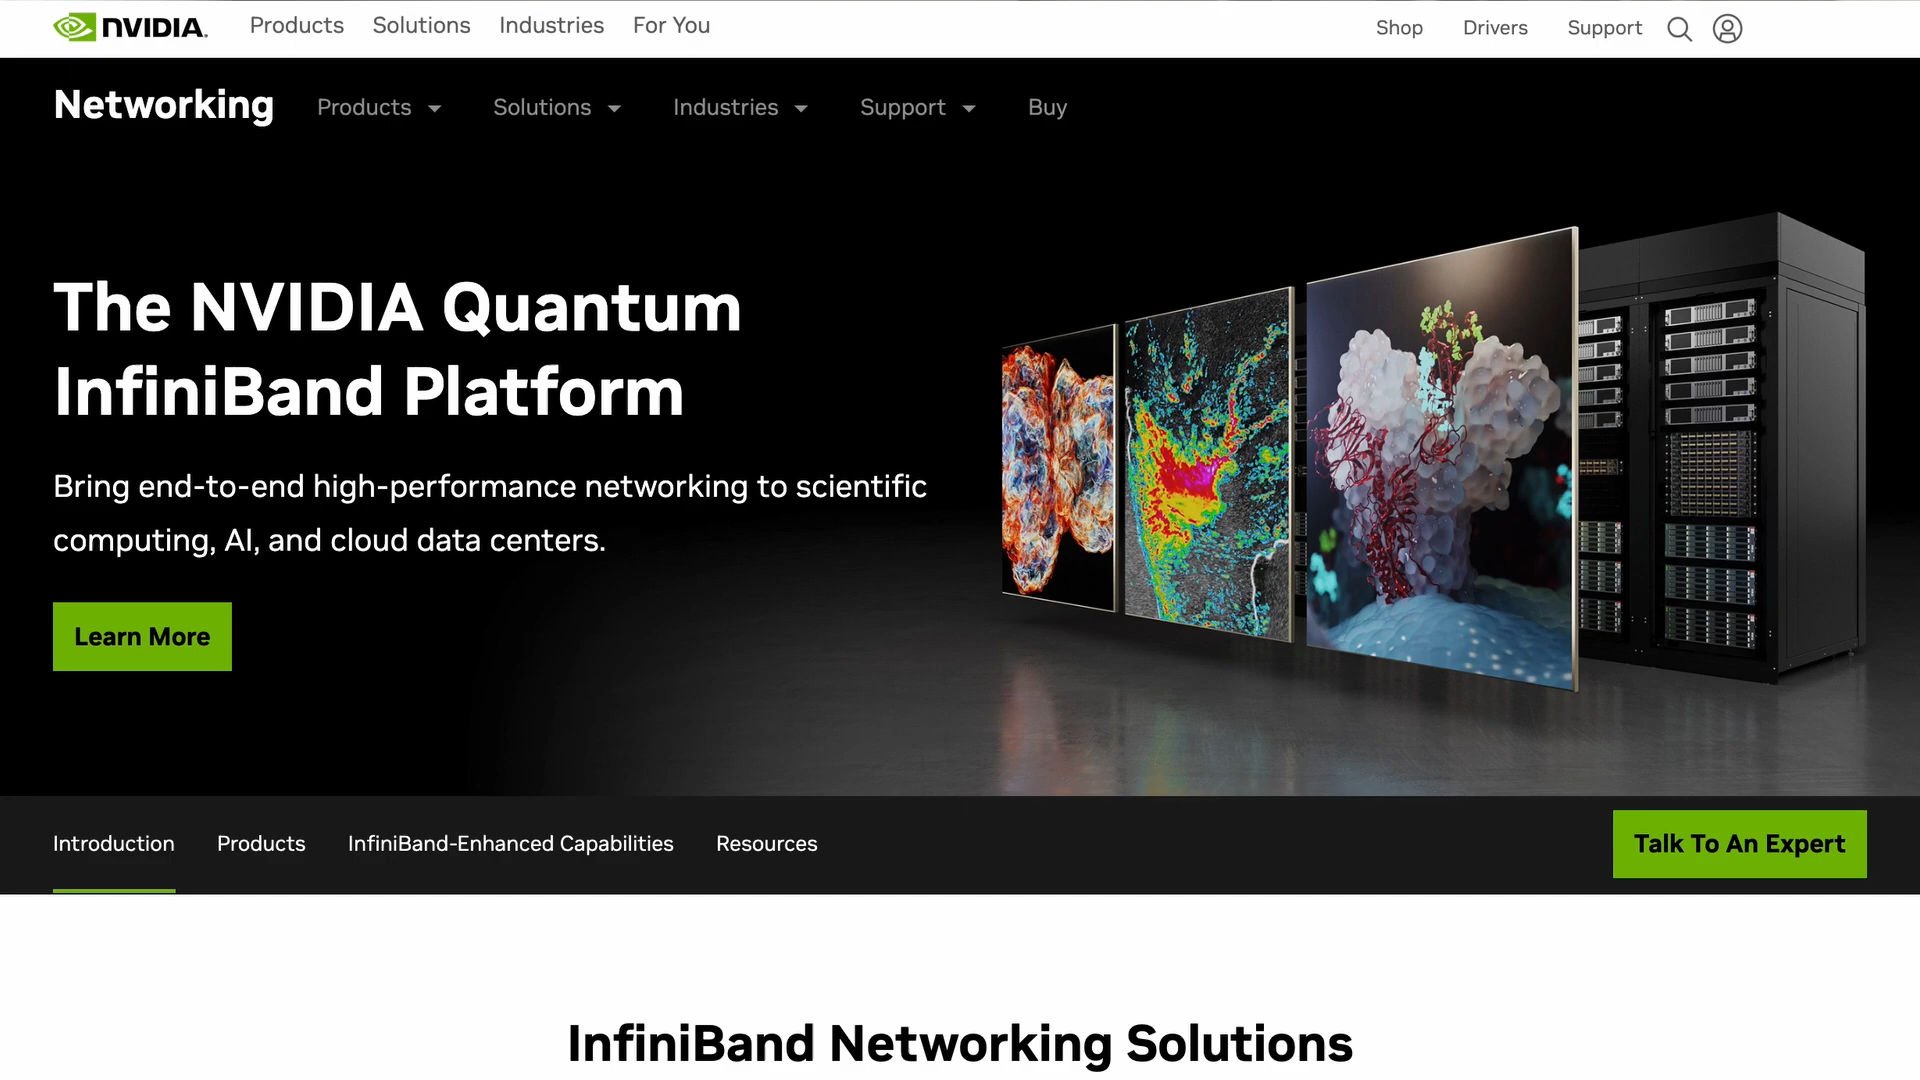 NVIDIA.
Products Solutions Industries For You
Shop Drivers Support
Networking
Products Solutions Industries Support Buy
The NVIDIA Quantum
InfiniBand Platform
Bring end-to-end high-performance networking to scientific
computing, AI, and cloud data centers.
Learn More
Introduction Products InfiniBand-Enhanced Capabilities Resources
Talk To An Expert
InfiniBand Networking Solutions